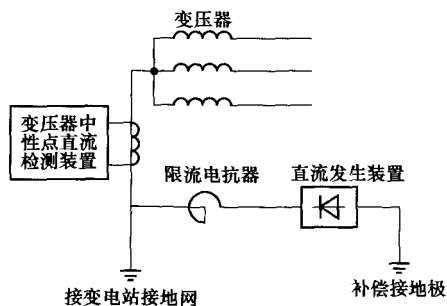 变压器
变压器中
性点直流
检测装置
限流电抗器
直流发生装置
接变电站接地网
补偿接地极